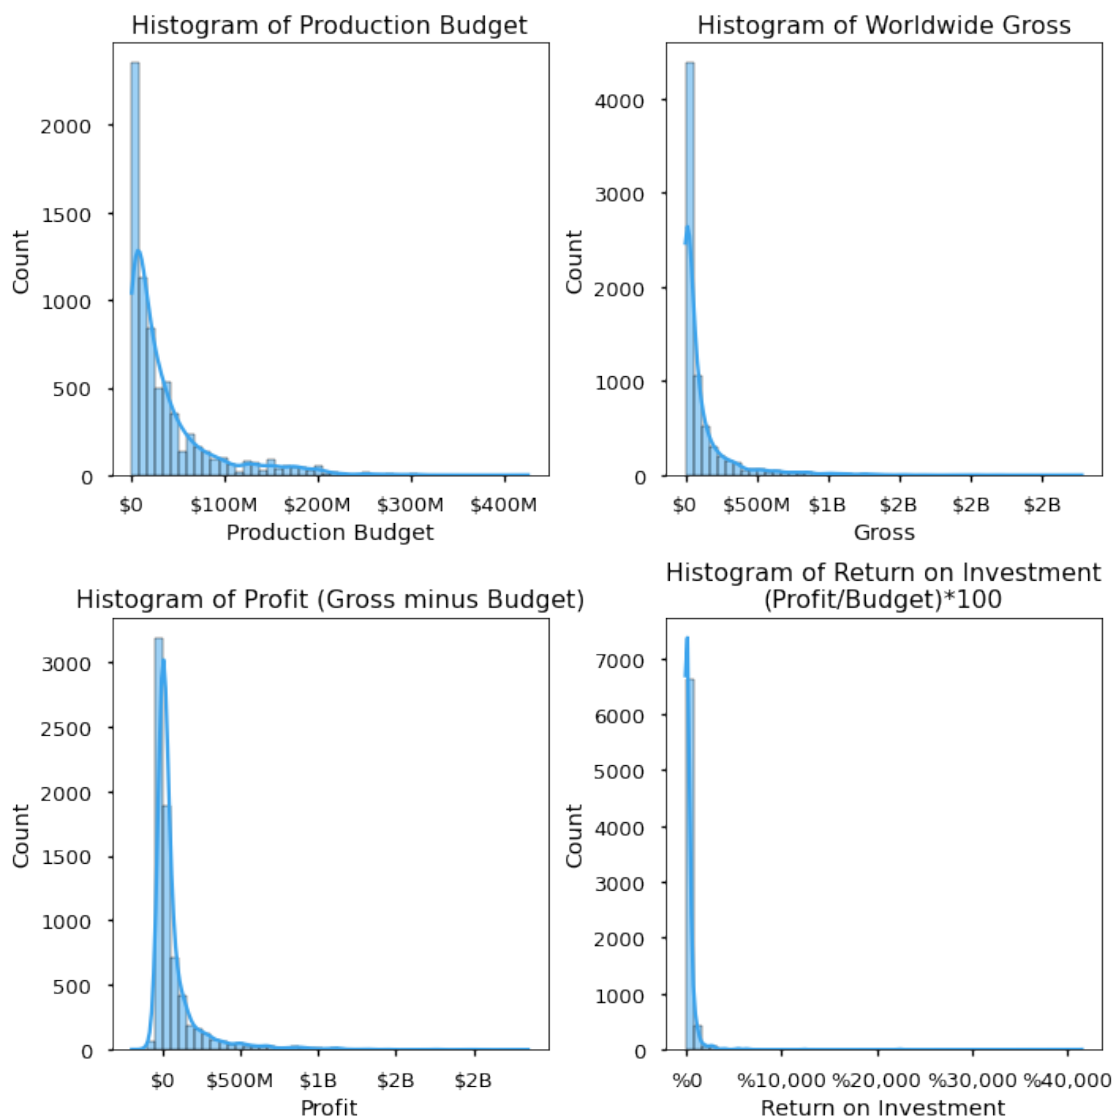 Histogram of Production Budget
Count
2000
1500
1000
500
0
$0 $100M $200M $300M $400M
Production Budget
Histogram of Worldwide Gross
Count
4000
3000
2000
1000
0
$0 $500M $1B $2B $2B $2B
Gross
Histogram of Profit (Gross minus Budget)
Count
3000
2500
2000
1500
1000
500
0
$0 $500M $1B $2B $2B
Profit
Histogram of Return on Investment
(Profit/Budget)*100
Count
7000
6000
5000
4000
3000
2000
1000
0
%0 %10,000 %20,000 %30,000 %40,000
Return on Investment